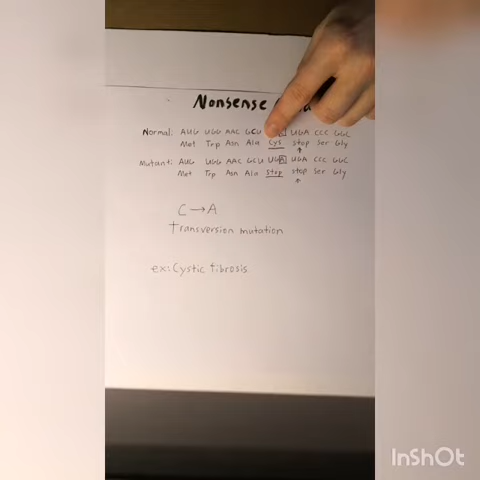 Nonsense
Normal: AUG UGG AAC GCU UGA CCC GGC
Met Trp Asn Ala Cys Stop Ser Gly
Mutant: AUG UGG AAC GCU UGA UGA CCC GGC
Met Trp Asn Ala Stop Stop Ser Gly
C → A
Transversion mutation
ex: Cystic fibrosis
InShOt